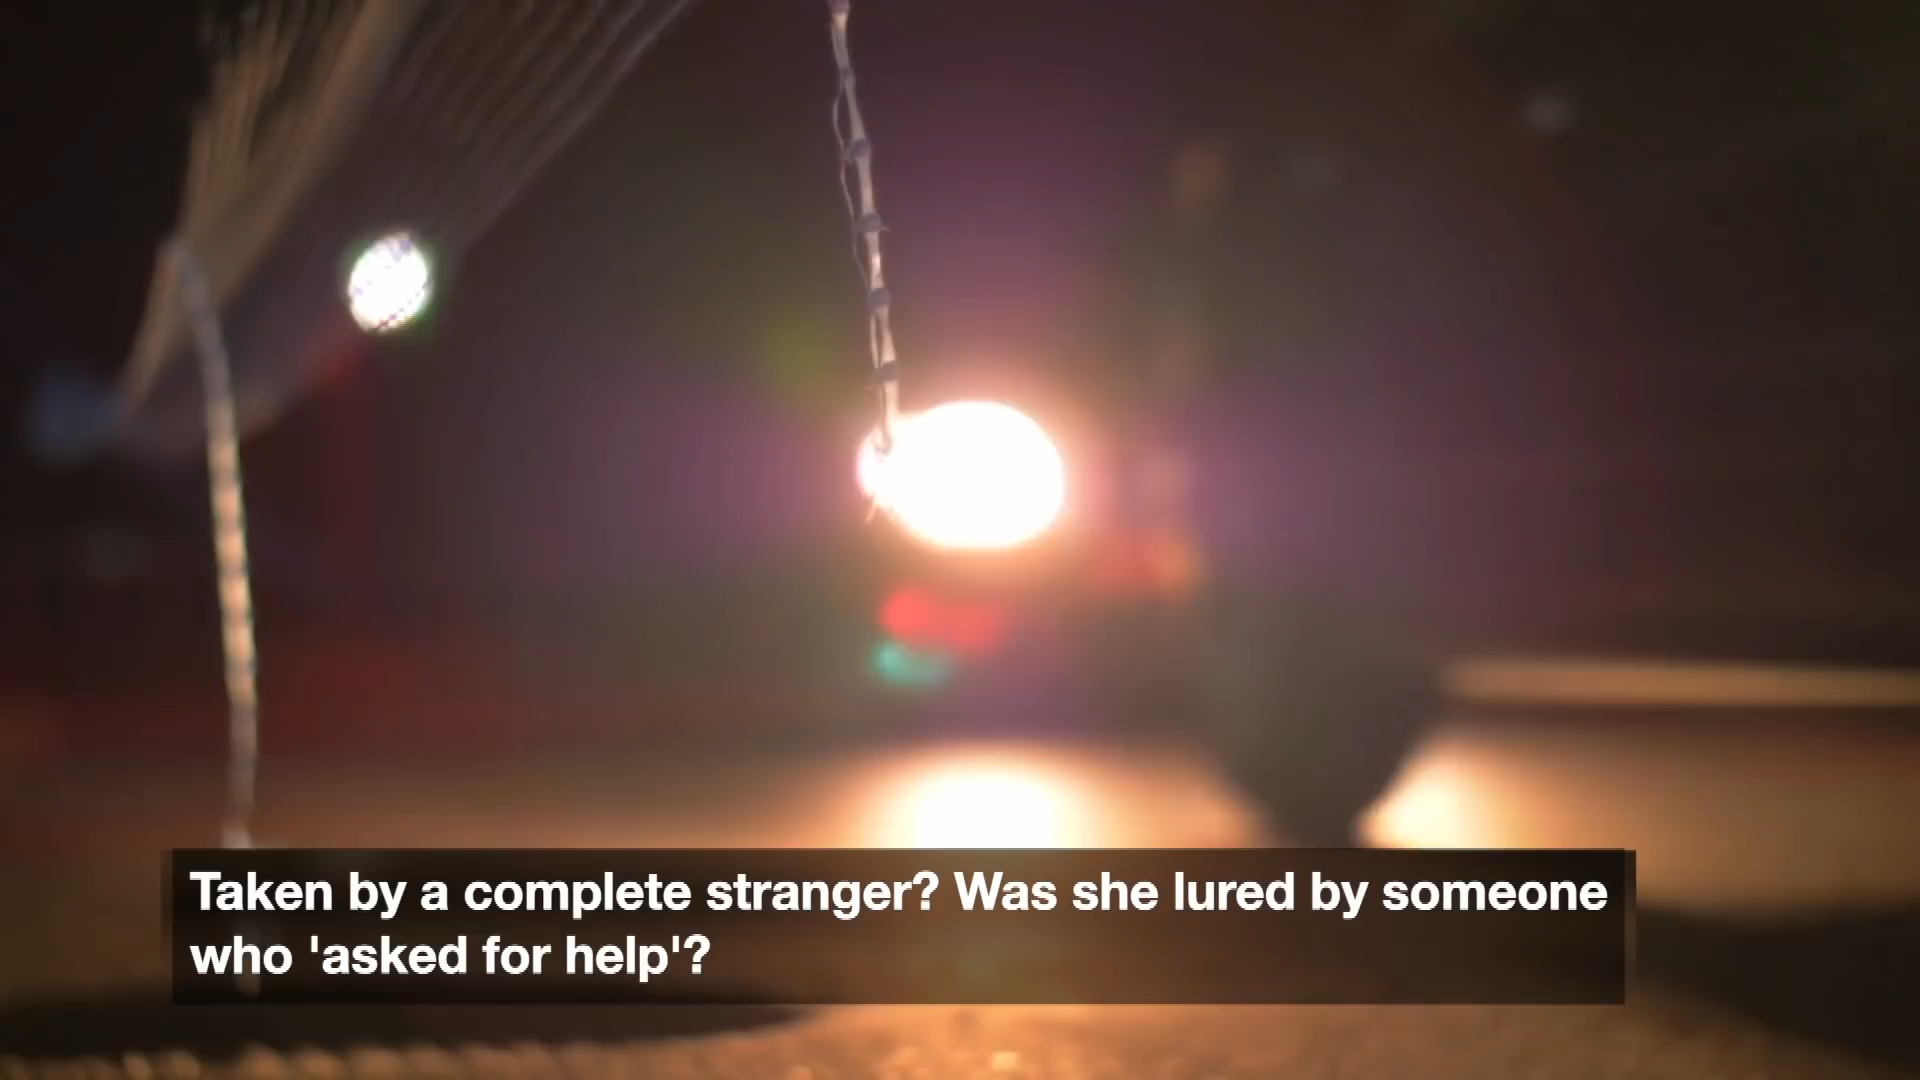 Taken by a complete stranger? Was she lured by someone
who 'asked for help'?